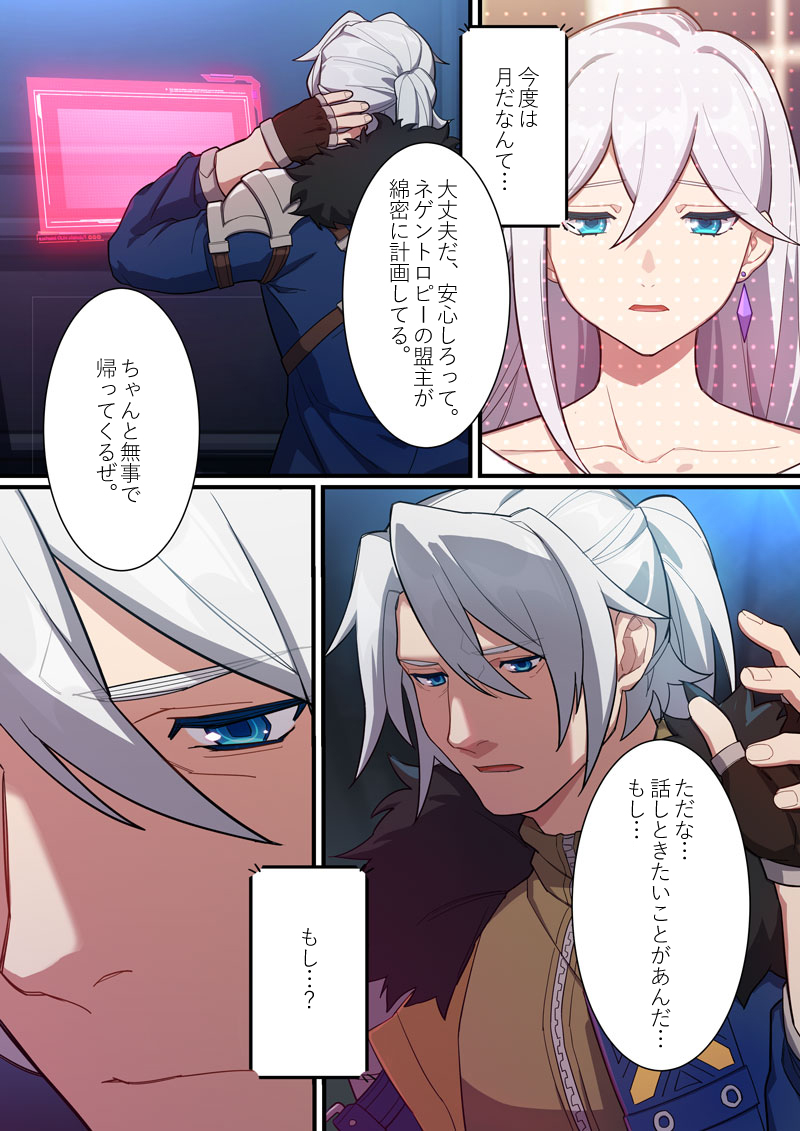 今度は
月だなんて…
大丈夫だ、安心しろって。
ネゲントロピーの盟主が
綿密に計画してる。
ちゃんと無事で
帰ってくるぜ。
ただな…
話しときたいことがあんだ…
もし…
もし…?